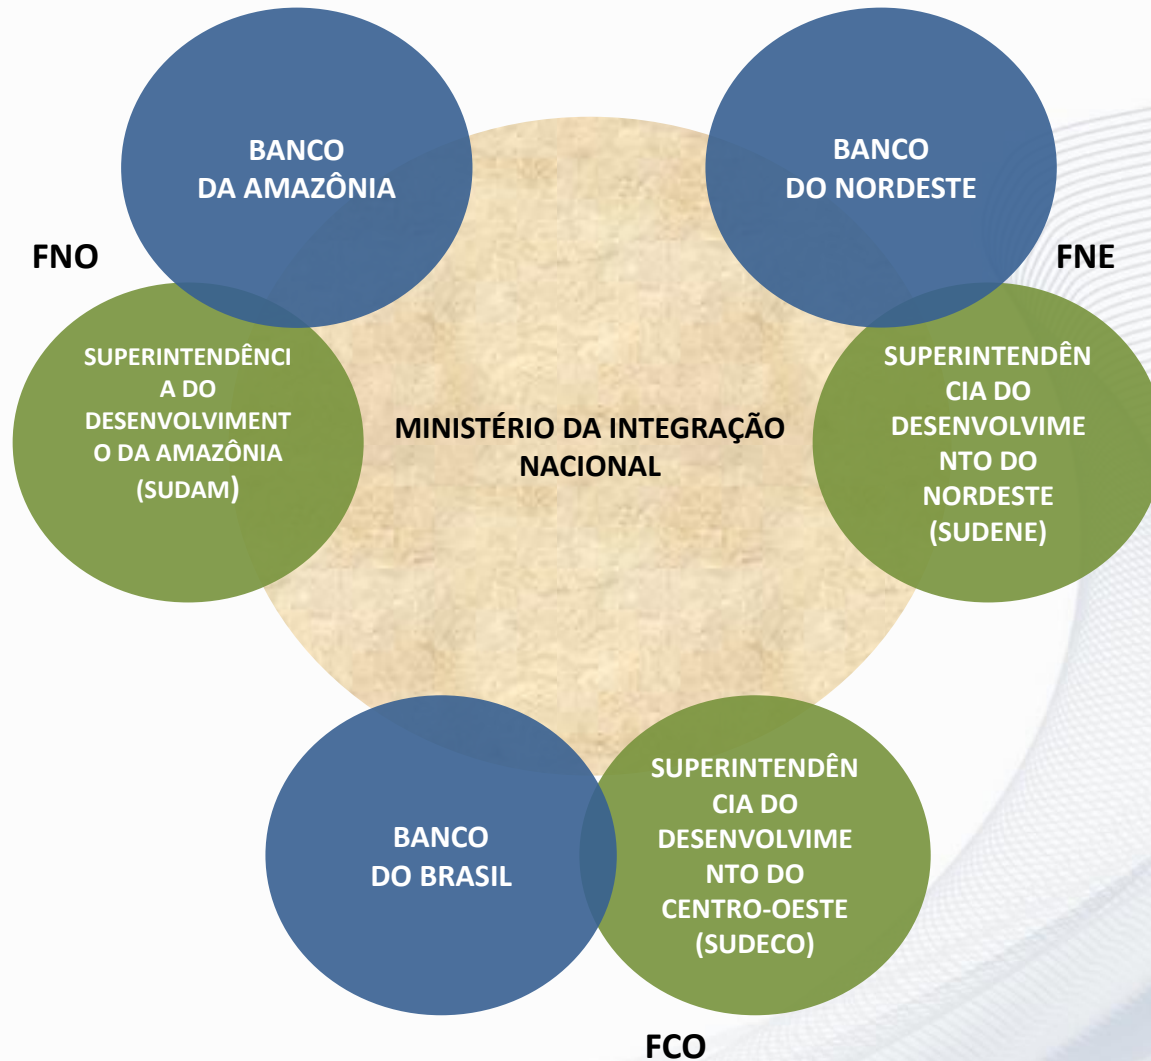 BANCO
DA AMAZÔNIA
BANCO
DO NORDESTE
FNO
FNE
SUPERINTENDÊNCI
A DO
DESENVOLVIMENT
O DA AMAZÔNIA
(SUDAM)
MINISTÉRIO DA INTEGRAÇÃO
NACIONAL
SUPERINTENDÊN
CIA DO
DESENVOLVIME
NTO DO
NORDESTE
(SUDENE)
BANCO
DO BRASIL
SUPERINTENDÊN
CIA DO
DESENVOLVIME
NTO DO
CENTRO-OESTE
(SUDECO)
FCO